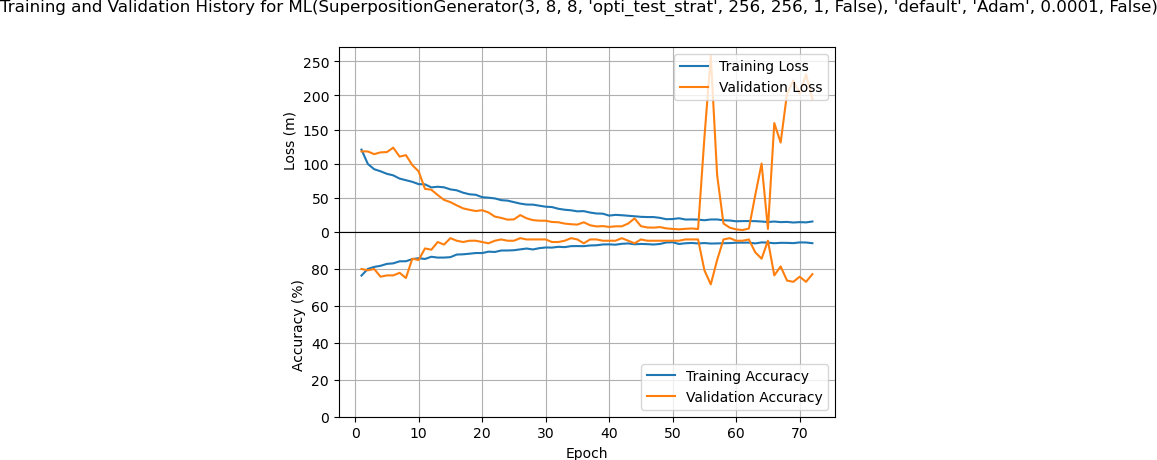 Training and Validation History for ML(SuperpositionGenerator(3, 8, 8, 'opti_test_strat', 256, 256, 1, False), 'default', 'Adam', 0.0001, False)
250
200
150
100
50
0
Loss (m)
Training Loss
Validation Loss
80
60
40
20
0
Accuracy (%)
Training Accuracy
Validation Accuracy
0 10 20 30 40 50 60 70
Epoch